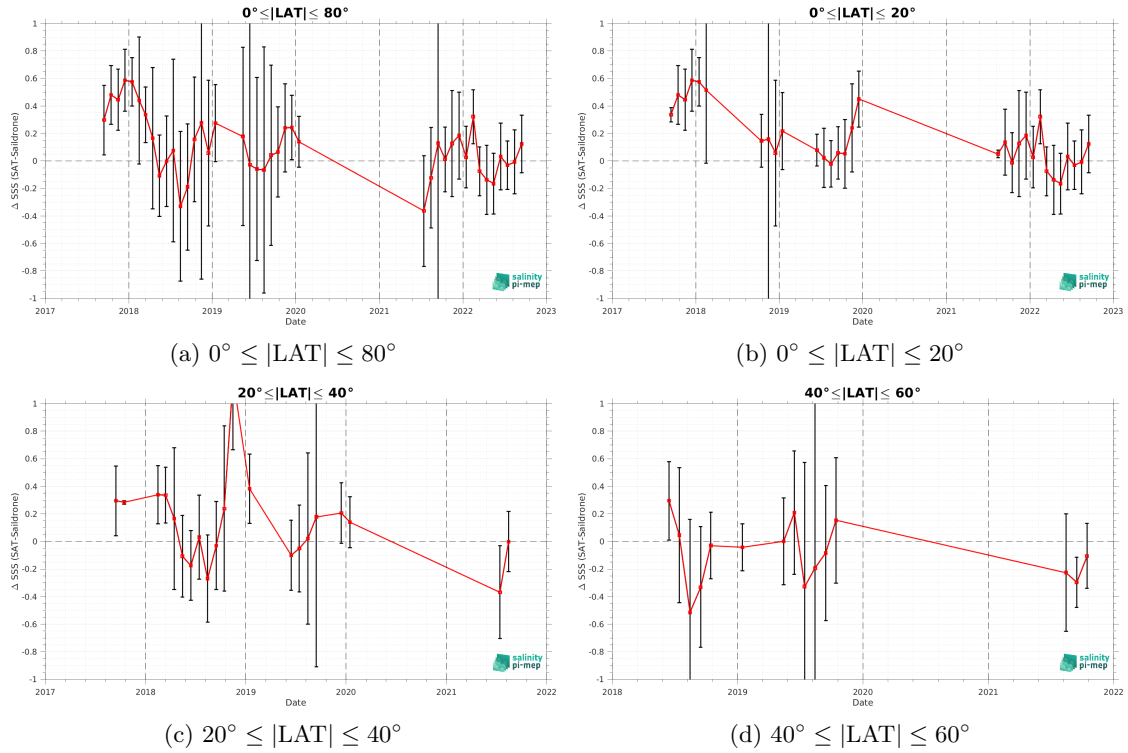 0°≤|LAT|≤ 80°
Δ SSS (SAT-Saildrone)
1
0.8
0.6
0.4
0.2
0
-0.2
-0.4
-0.6
-0.8
-1
salinity
pi-mep
2017 2018 2019 2020 2021 2022 2023
Date
(a) 0° ≤ |LAT| ≤ 80°
0°≤|LAT|≤ 20°
Δ SSS (SAT-Saildrone)
1
0.8
0.6
0.4
0.2
0
-0.2
-0.4
-0.6
-0.8
-1
salinity
pi-mep
2017 2018 2019 2020 2021 2022 2023
Date
(b) 0° ≤ |LAT| ≤ 20°
20°≤|LAT|≤ 40°
Δ SSS (SAT-Saildrone)
1
0.8
0.6
0.4
0.2
0
-0.2
-0.4
-0.6
-0.8
-1
salinity
pi-mep
2017 2018 2019 2020 2021 2022
Date
(c) 20° ≤ |LAT| ≤ 40°
40°≤|LAT|≤ 60°
Δ SSS (SAT-Saildrone)
1
0.8
0.6
0.4
0.2
0
-0.2
-0.4
-0.6
-0.8
-1
salinity
pi-mep
2018 2019 2020 2021 2022
Date
(d) 40° ≤ |LAT| ≤ 60°